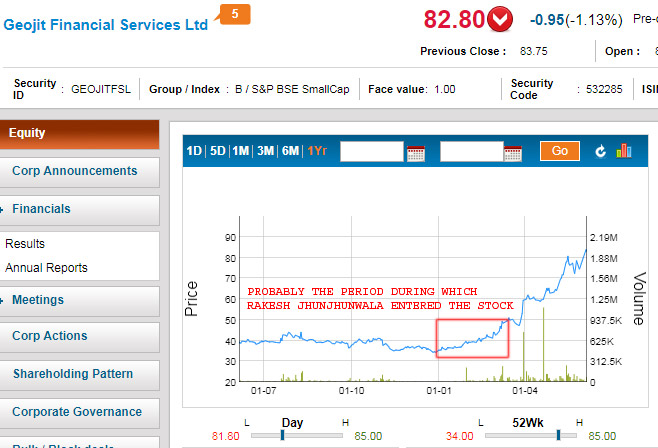 Geojit Financial Services Ltd
5
82.80
-0.95(-1.13%)
Pre-
Previous Close : 83.75
Open :
Security ID : GEOJITFSL
Group / Index : B / S&P BSE SmallCap
Face value: 1.00
Security Code : 532285
ISI
Equity
Corp Announcements
Financials
Results
Annual Reports
Meetings
Corp Actions
Shareholding Pattern
Corporate Governance
Bulk / Block deals
1D | 5D | 1M | 3M | 6M | 1Yr
Go
Price
90
80
70
60
50
40
30
20
PROBABLY THE PERIOD DURING WHICH
RAKESH JHUNJHUNWALA ENTERED THE STOCK
2.19M
1.88M
1.56M
1.25M
937.5K
625K
312.5K
0
Volume
01-07
01-10
01-01
01-04
L Day H
81.80
85.00
L 52Wk H
34.00
85.00